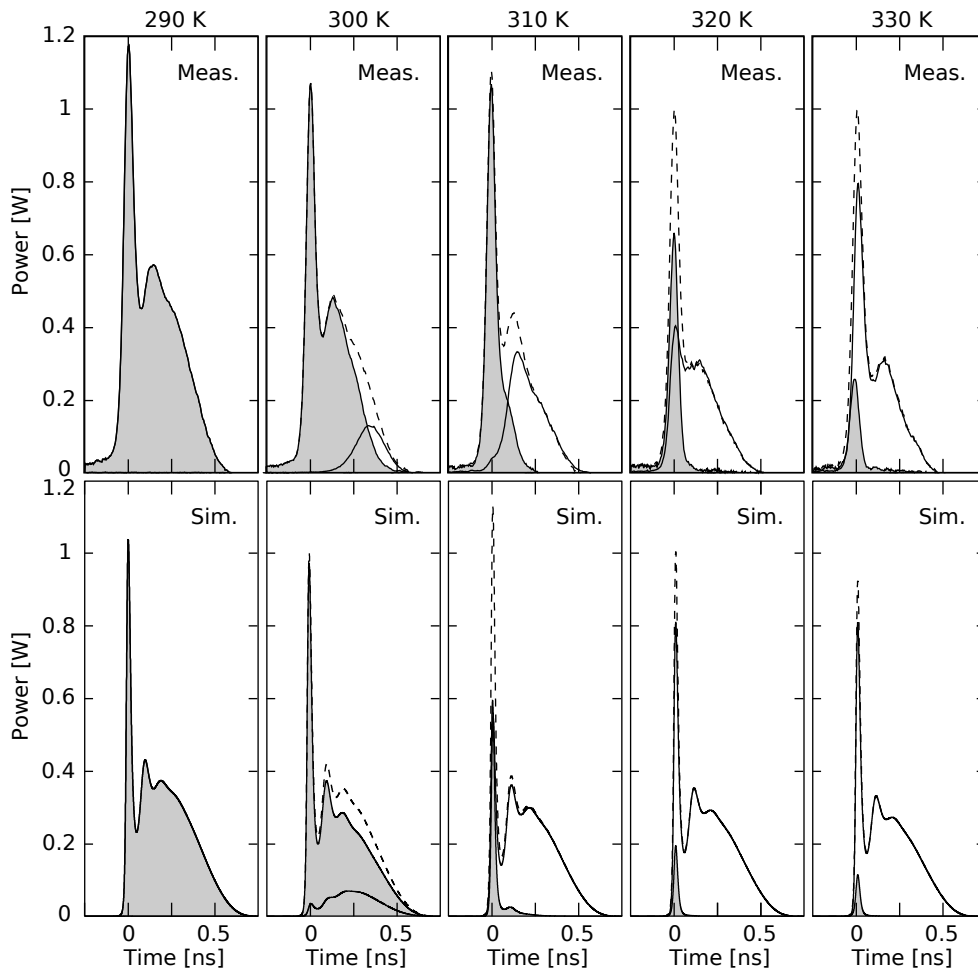 290 K 300 K 310 K 320 K 330 K
1.2
Meas. Meas. Meas. Meas. Meas.
1
0.8
Power [W]
0.6
0.4
0.2
0
1.2
Sim. Sim. Sim. Sim. Sim.
1
0.8
Power [W]
0.6
0.4
0.2
0
0 0.5 0 0.5 0 0.5 0 0.5 0 0.5
Time [ns] Time [ns] Time [ns] Time [ns] Time [ns]